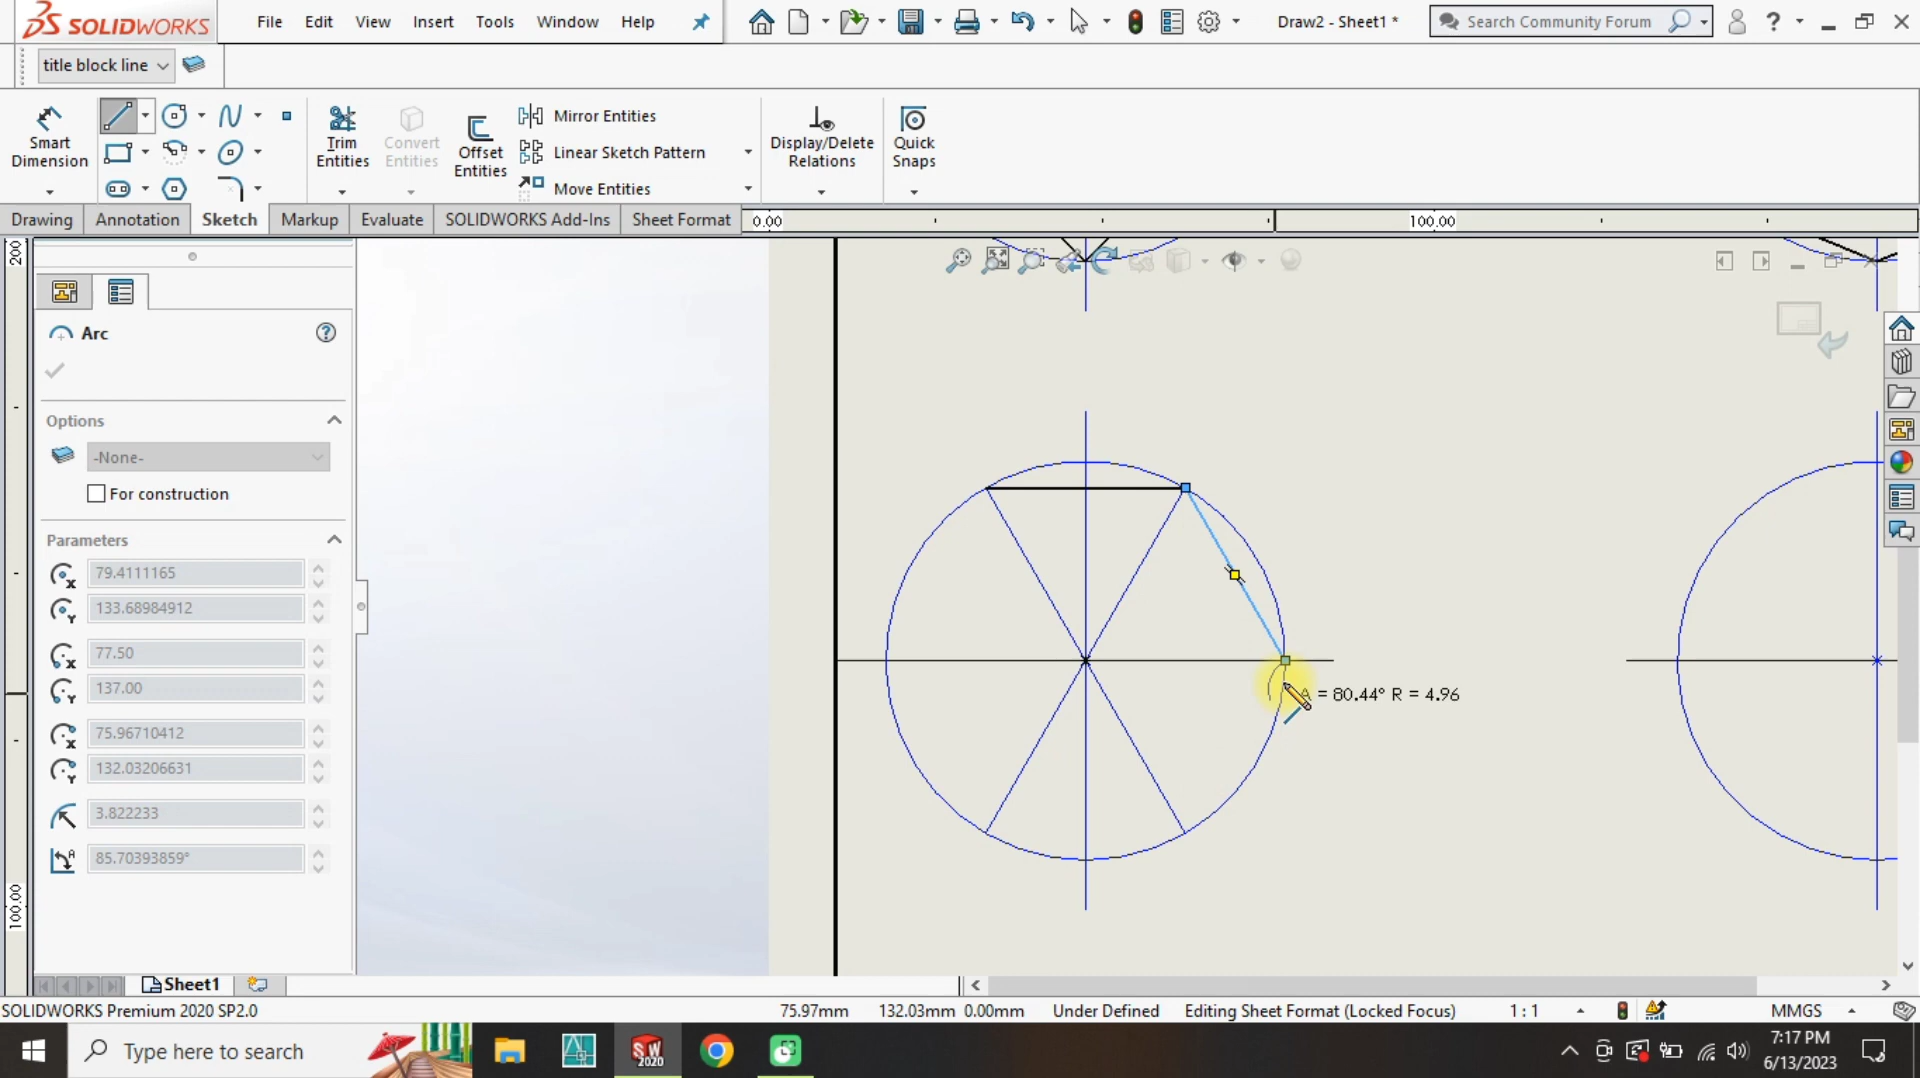 SOLIDWORKS File Edit View Insert Tools Window Help Draw2 - Sheet1 * Search Community Forum ?
title block line
Smart Dimension
Trim Entities
Convert Entities
Offset Entities
Mirror Entities
Linear Sketch Pattern
Move Entities
Display/Delete Relations
Quick Snaps
Drawing Annotation Sketch Markup Evaluate SOLIDWORKS Add-Ins Sheet Format 0.00 100.00
200
Arc
Options
-None-
For construction
Parameters
79.4111165
133.68984912
77.50
137.00
75.96710412
132.03206631
3.822233
85.70393859°
A = 80.44° R = 4.96
100.00
Sheet1
SOLIDWORKS Premium 2020 SP2.0 75.97mm 132.03mm 0.00mm Under Defined Editing Sheet Format (Locked Focus) 1 : 1 MMGS
Type here to search
SW 2020
7:17 PM
6/13/2023